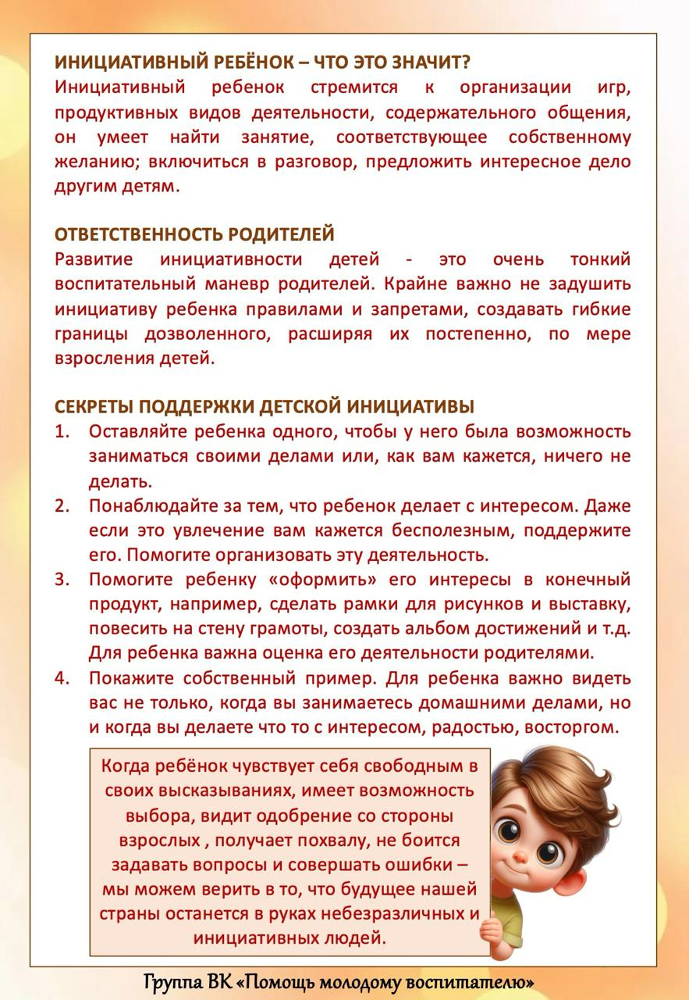 ИНИЦИАТИВНЫЙ РЕБЁНОК – ЧТО ЭТО ЗНАЧИТ?
Инициативный ребенок стремится к организации игр,
продуктивных видов деятельности, содержательного общения,
он умеет найти занятие, соответствующее собственному
желанию; включиться в разговор, предложить интересное дело
другим детям.
ОТВЕТСТВЕННОСТЬ РОДИТЕЛЕЙ
Развитие инициативности детей - это очень тонкий
воспитательный маневр родителей. Крайне важно не задушить
инициативу ребенка правилами и запретами, создавать гибкие
границы дозволенного, расширяя их постепенно, по мере
взросления детей.
СЕКРЕТЫ ПОДДЕРЖКИ ДЕТСКОЙ ИНИЦИАТИВЫ
1. Оставляйте ребенка одного, чтобы у него была возможность
заниматься своими делами или, как вам кажется, ничего не
делать.
2. Понаблюдайте за тем, что ребенок делает с интересом. Даже
если это увлечение вам кажется бесполезным, поддержите
его. Помогите организовать эту деятельность.
3. Помогите ребенку «оформить» его интересы в конечный
продукт, например, сделать рамки для рисунков и выставку,
повесить на стену грамоты, создать альбом достижений и т.д.
Для ребенка важна оценка его деятельности родителями.
4. Покажите собственный пример. Для ребенка важно видеть
вас не только, когда вы занимаетесь домашними делами, но
и когда вы делаете что то с интересом, радостью, восторгом.
Когда ребёнок чувствует себя свободным в
своих высказываниях, имеет возможность
выбора, видит одобрение со стороны
взрослых , получает похвалу, не боится
задавать вопросы и совершать ошибки –
мы можем верить в то, что будущее нашей
страны останется в руках небезразличных и
инициативных людей.
Группа ВК «Помощь молодому воспитателю»